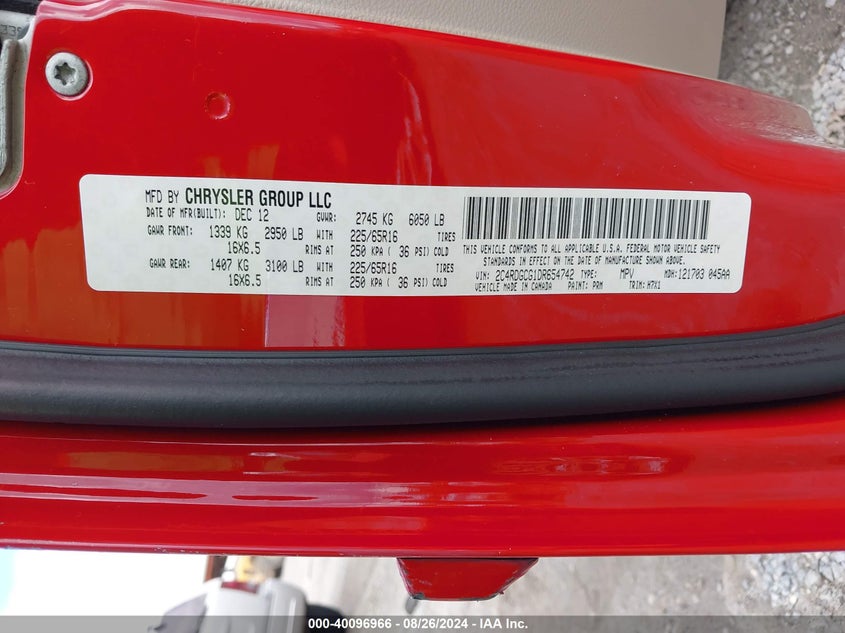 MFD BY CHRYSLER GROUP LLC
DATE OF MFR(BUILT): DEC 12 GVWR: 2745 KG 6050 LB
GAWR FRONT: 1339 KG 2950 LB WITH 225/65R16 TIRES
16X6.5 RIMS AT 250 KPA ( 36 PSI) COLD
GAWR REAR: 1407 KG 3100 LB WITH 225/65R16 TIRES
16X6.5 RIMS AT 250 KPA ( 36 PSI) COLD
THIS VEHICLE CONFORMS TO ALL APPLICABLE U.S.A. FEDERAL MOTOR VEHICLE SAFETY
STANDARDS IN EFFECT ON THE DATE OF MANUFACTURE SHOWN ABOVE.
VIN: 2C4RDGCG1DR654742 TYPE: MPV MDH:121703 045AA
VEHICLE MADE IN CANADA PAINT: PRM TRIM: M7X1
000-40096966 - 08/26/2024 - IAA Inc.